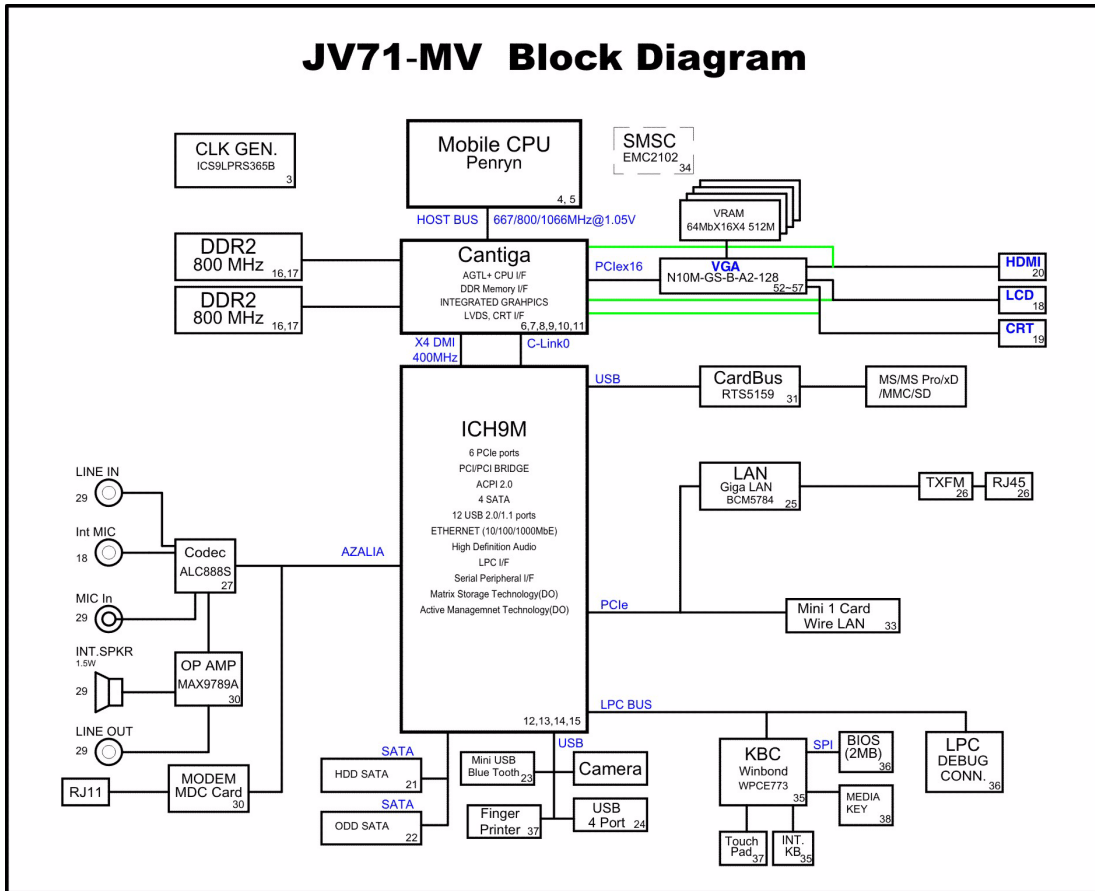 JV71-MV Block Diagram
CLK GEN.
ICS9LPRS365B
3
Mobile CPU
Penryn
4, 5
SMSC
EMC2102
34
HOST BUS
667/800/1066MHz@1.05V
VRAM
64MbX16X4 512M
DDR2
800 MHz
16,17
DDR2
800 MHz
16,17
Cantiga
AGTL+ CPU I/F
DDR Memory I/F
INTEGRATED GRAHPICS
LVDS, CRT I/F
6,7,8,9,10,11
PCIex16
VGA
N10M-GS-B-A2-128
52~57
HDMI
20
LCD
18
CRT
19
X4 DMI
400MHz
C-Link0
USB
CardBus
RTS5159
31
MS/MS Pro/xD
/MMC/SD
ICH9M
6 PCIe ports
PCI/PCI BRIDGE
ACPI 2.0
4 SATA
12 USB 2.0/1.1 ports
ETHERNET (10/100/1000MbE)
High Definition Audio
LPC I/F
Serial Peripheral I/F
Matrix Storage Technology(DO)
Active Managemnet Technology(DO)
12,13,14,15
LAN
Giga LAN
BCM5784
25
TXFM
26
RJ45
26
PCIe
Mini 1 Card
Wire LAN
33
LINE IN
29
Int MIC
18
MIC In
29
INT.SPKR
1.5W
29
LINE OUT
29
Codec
ALC888S
27
AZALIA
OP AMP
MAX9789A
30
RJ11
MODEM
MDC Card
30
SATA
HDD SATA
21
SATA
ODD SATA
22
USB
Mini USB
Blue Tooth
23
Camera
Finger
Printer
37
USB
4 Port
24
LPC BUS
KBC
Winbond
WPCE773
35
SPI
BIOS
(2MB)
36
MEDIA
KEY
38
LPC
DEBUG
CONN.
36
Touch
Pad
37
INT.
KB
35